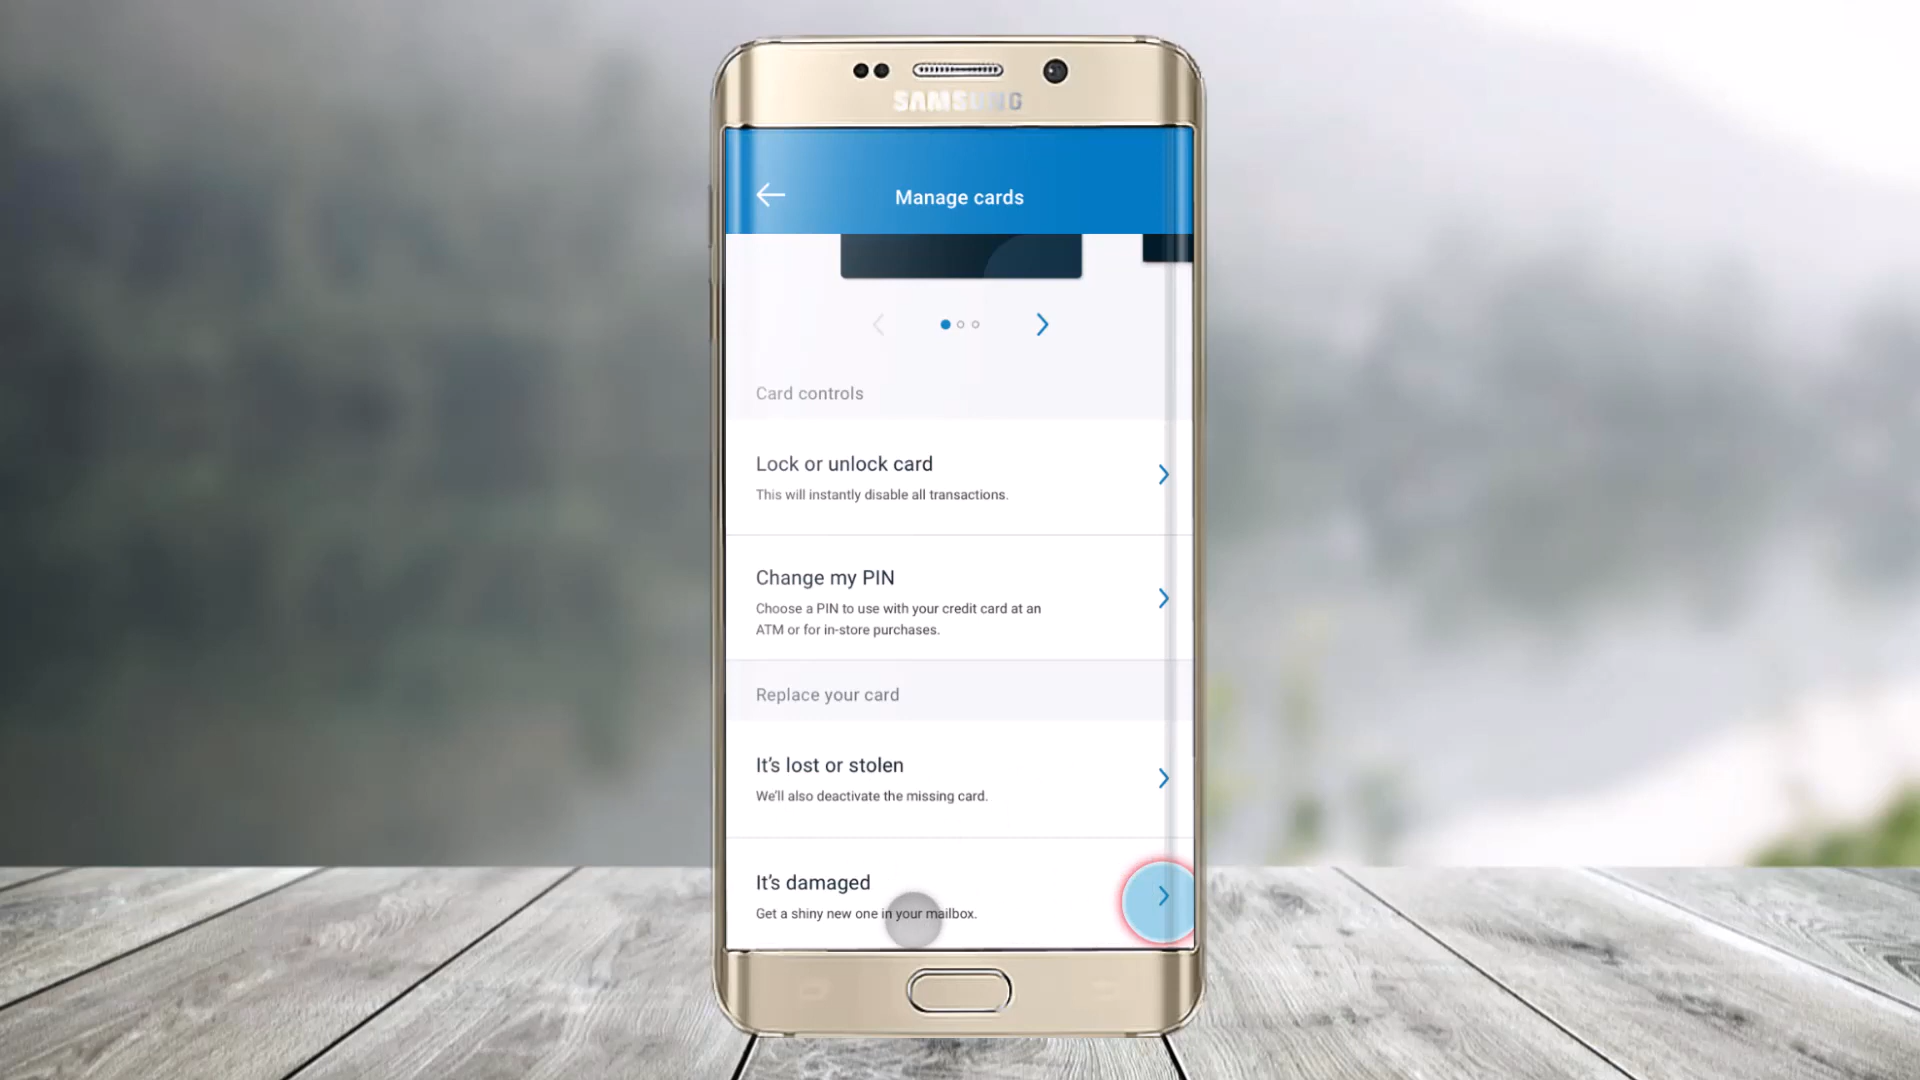 SAMSUNG
Manage cards
Card controls
Lock or unlock card
This will instantly disable all transactions.
Change my PIN
Choose a PIN to use with your credit card at an
ATM or for in-store purchases.
Replace your card
It's lost or stolen
We'll also deactivate the missing card.
It's damaged
Get a shiny new one in your mailbox.